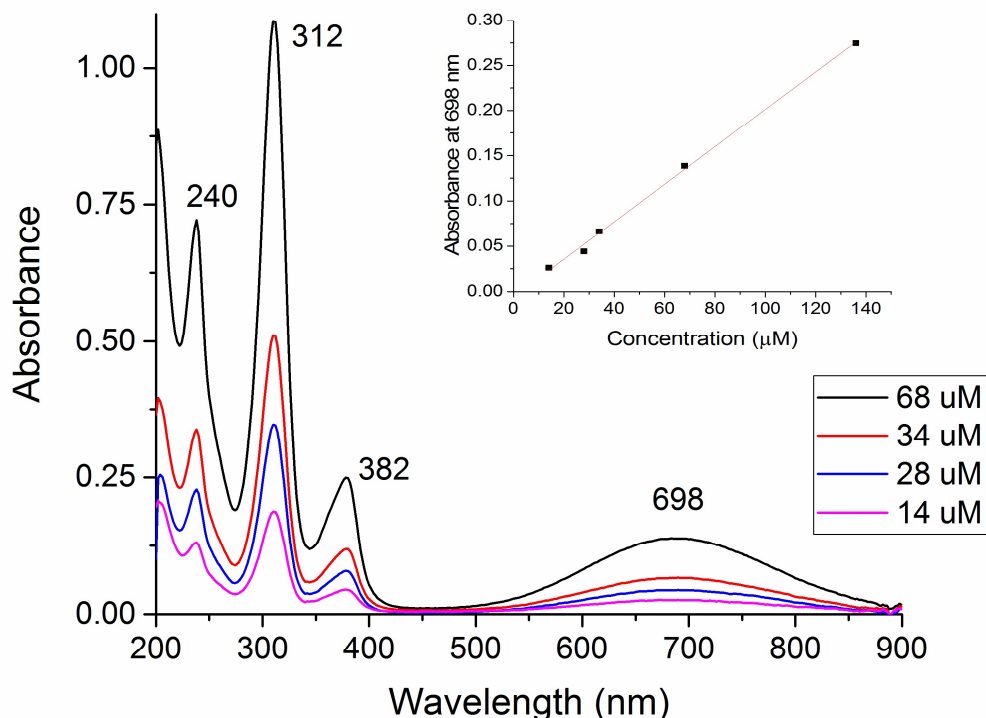 312
240
382
698
1.00
0.75
0.50
0.25
0.00
Absorbance
200 300 400 500 600 700 800 900
Wavelength (nm)
0.30
0.25
0.20
0.15
0.10
0.05
0.00
Absorbance at 698 nm
0 20 40 60 80 100 120 140
Concentration (μM)
68 uM
34 uM
28 uM
14 uM